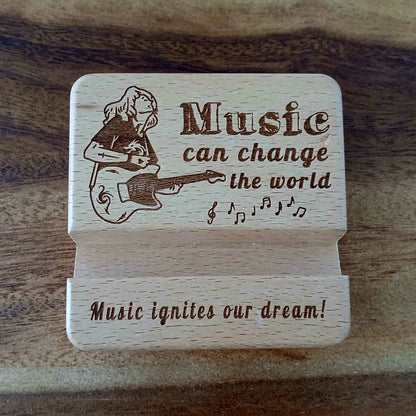 Music
can change
the world
Music ignites our dream!